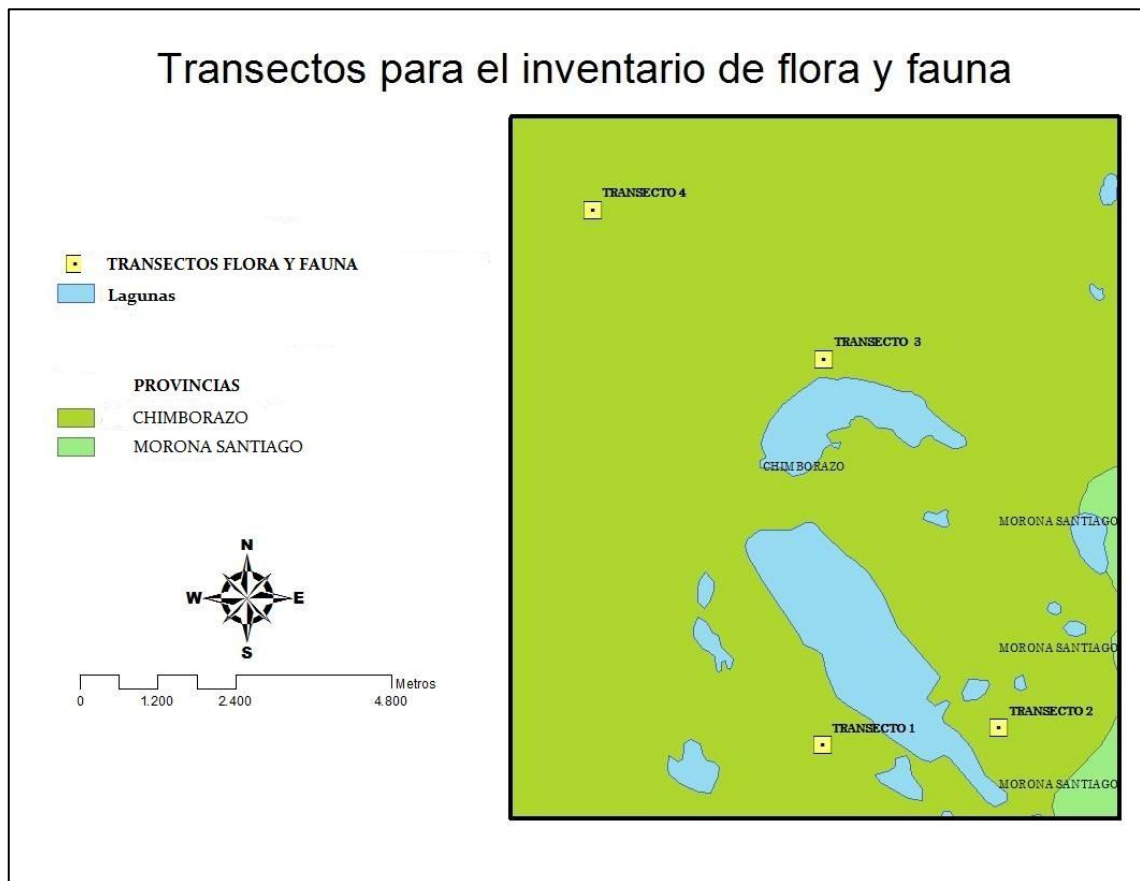 Transectos para el inventario de flora y fauna
TRANSECTOS FLORA Y FAUNA
Lagunas
PROVINCIAS
CHIMBORAZO
MORONA SANTIAGO
N
W E
S
Metros
0 1.200 2.400 4.800
TRANSECTO 4
TRANSECTO 3
CHIMBORAZO
MORONA SANTIAGO
MORONA SANTIAGO
TRANSECTO 2
TRANSECTO 1
MORONA SANTIAGO